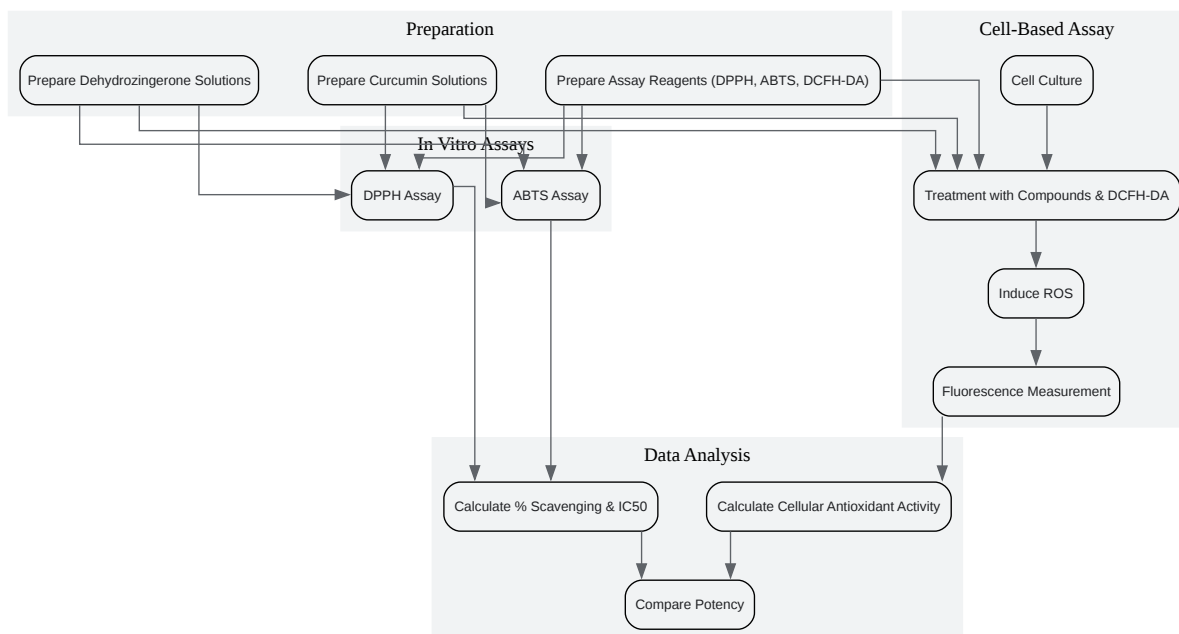 Preparation
Cell-Based Assay
Prepare Dehydrozingerone Solutions
Prepare Curcumin Solutions
Prepare Assay Reagents (DPPH, ABTS, DCFH-DA)
Cell Culture
In Vitro Assays
DPPH Assay
ABTS Assay
Treatment with Compounds & DCFH-DA
Induce ROS
Fluorescence Measurement
Data Analysis
Calculate % Scavenging & IC50
Calculate Cellular Antioxidant Activity
Compare Potency